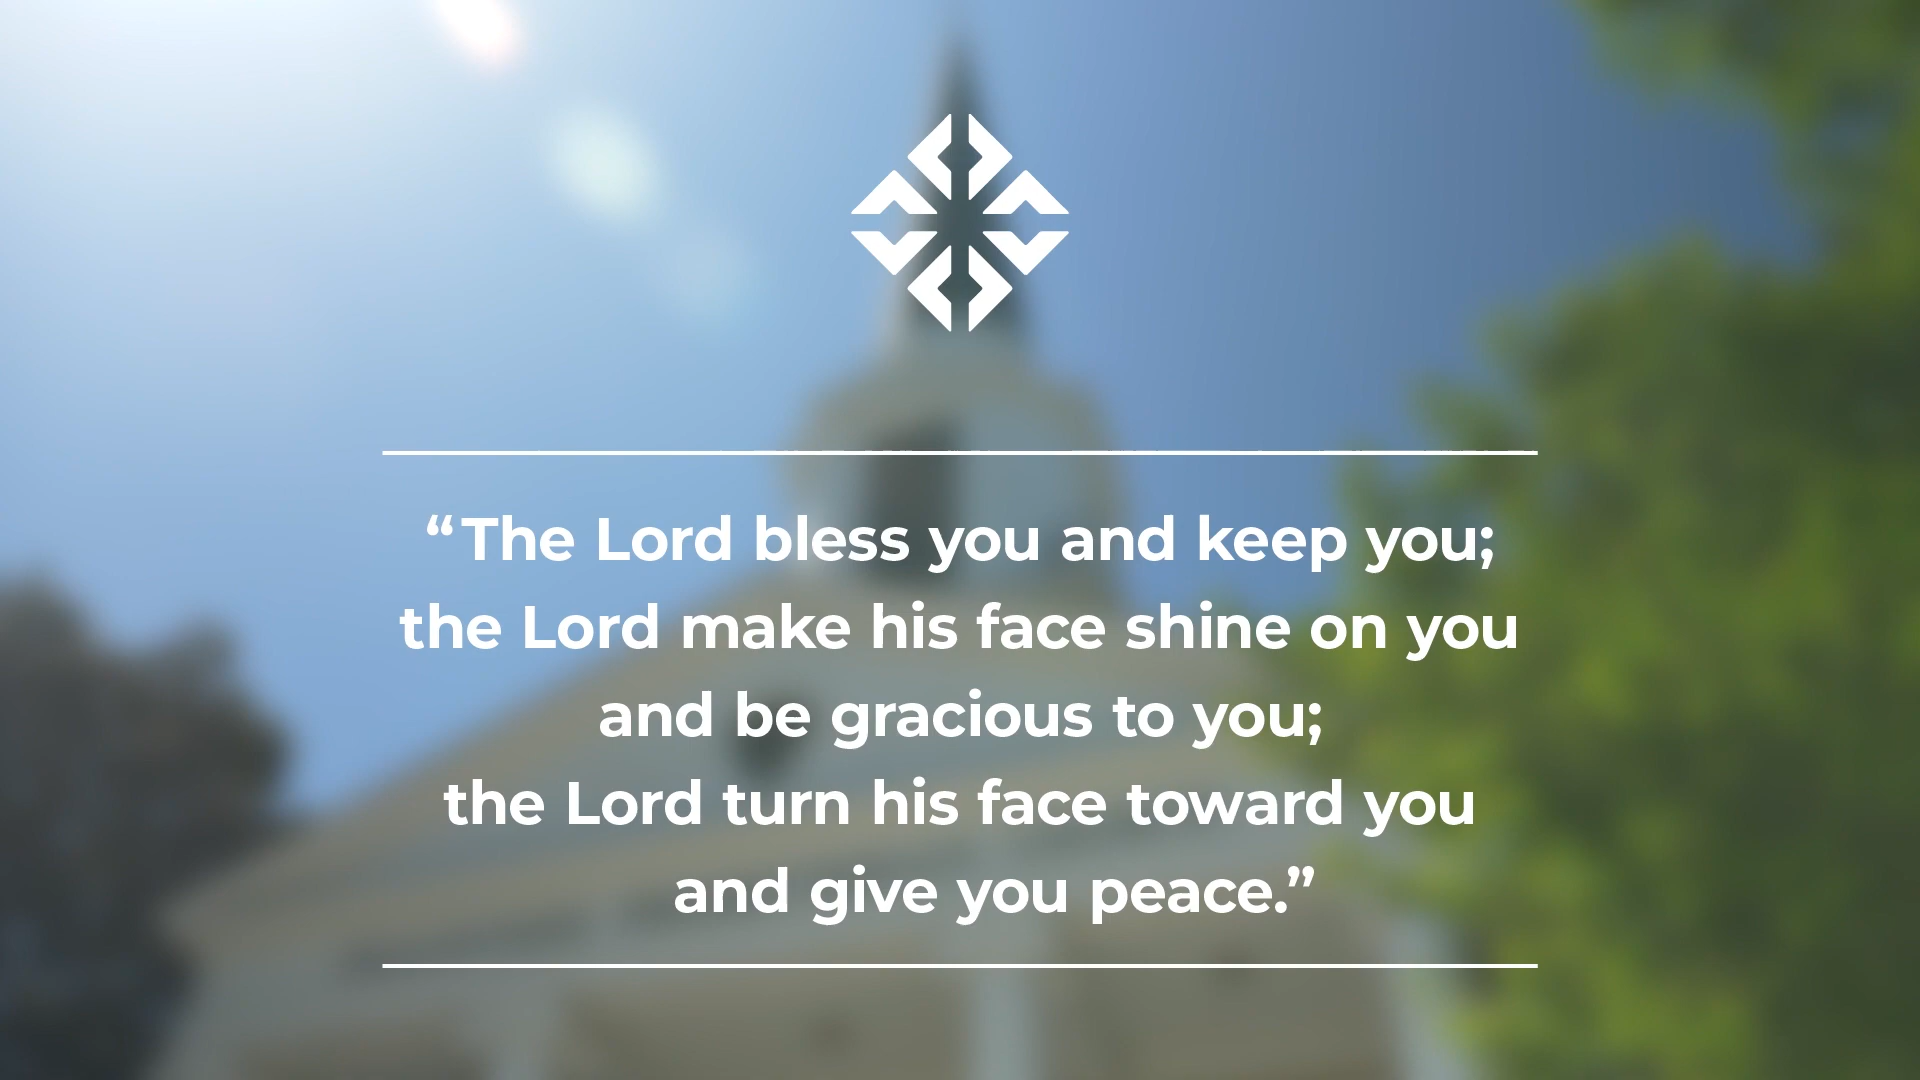 “The Lord bless you and keep you;
the Lord make his face shine on you
and be gracious to you;
the Lord turn his face toward you
and give you peace.”